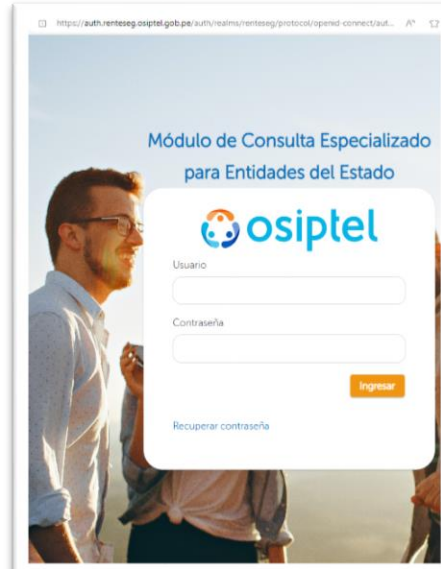 https://auth.renteseg.osiptel.gob.pe/auth/realms/renteseg/protocol/openid-connect/aut...
Módulo de Consulta Especializado
para Entidades del Estado
osiptel
Usuario
Contraseña
Ingresar
Recuperar contraseña